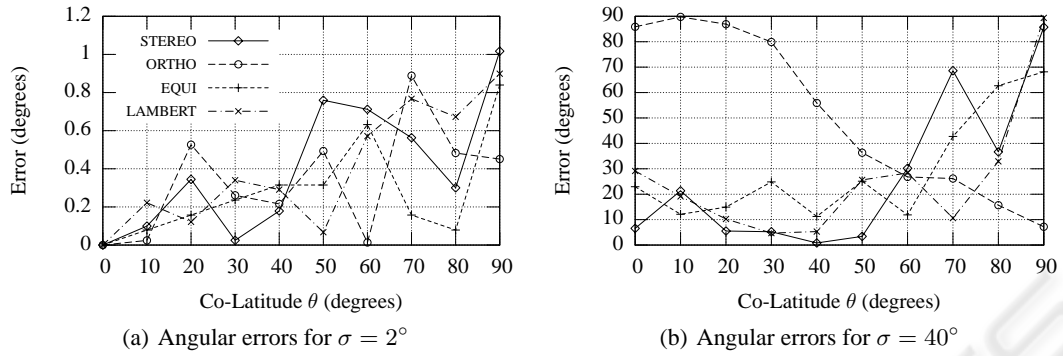 1.2
1
0.8
0.6
0.4
0.2
0
Error (degrees)
STEREO
ORTHO
EQUI
LAMBERT
0 10 20 30 40 50 60 70 80 90
Co-Latitude θ (degrees)
(a) Angular errors for σ = 2°
90
80
70
60
50
40
30
20
10
0
Error (degrees)
0 10 20 30 40 50 60 70 80 90
Co-Latitude θ (degrees)
(b) Angular errors for σ = 40°